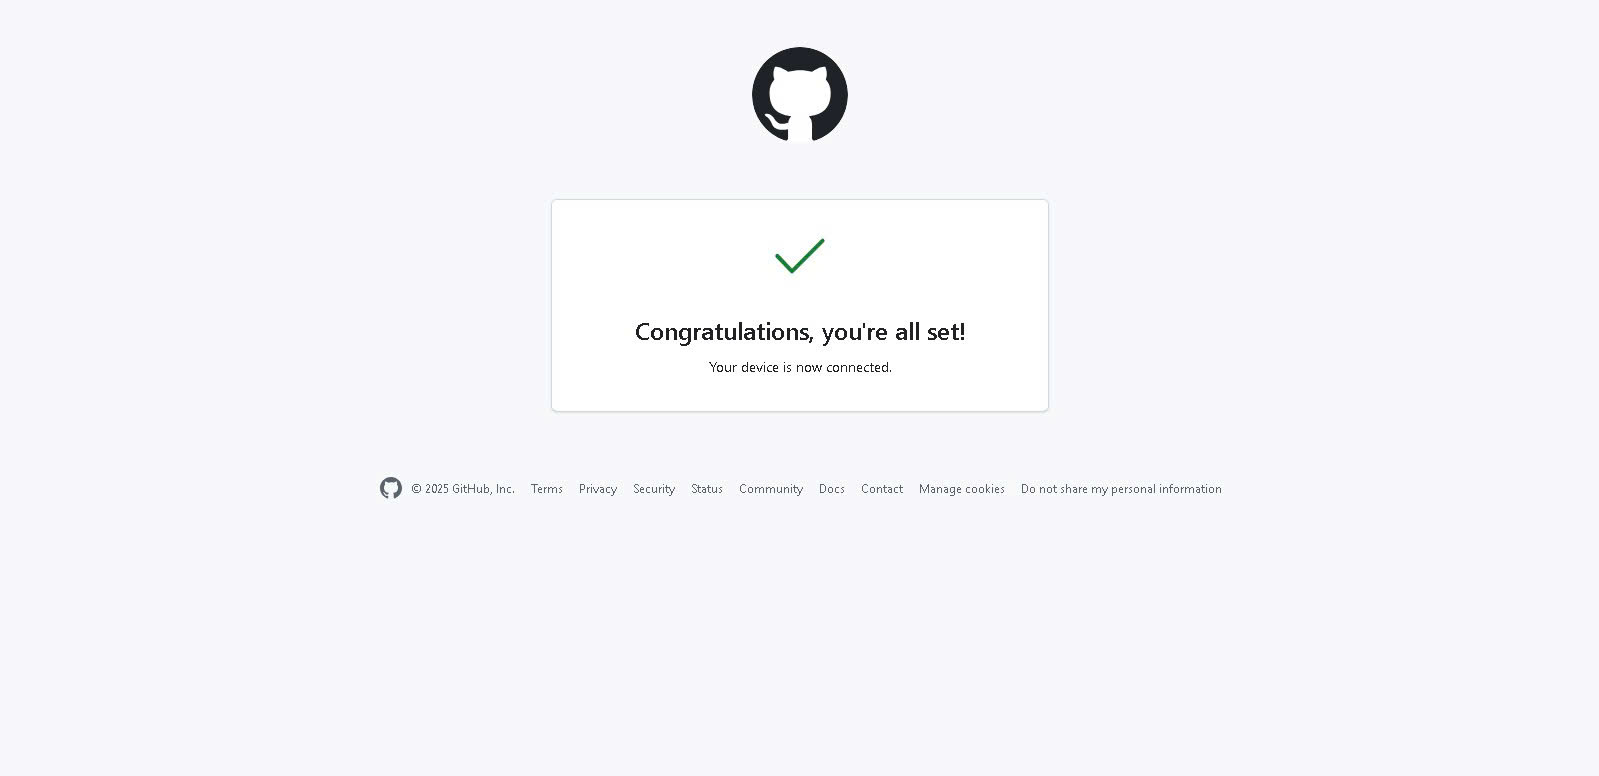 Congratulations, you're all set!
Your device is now connected.
© 2025 GitHub, Inc. Terms Privacy Security Status Community Docs Contact Manage cookies Do not share my personal information